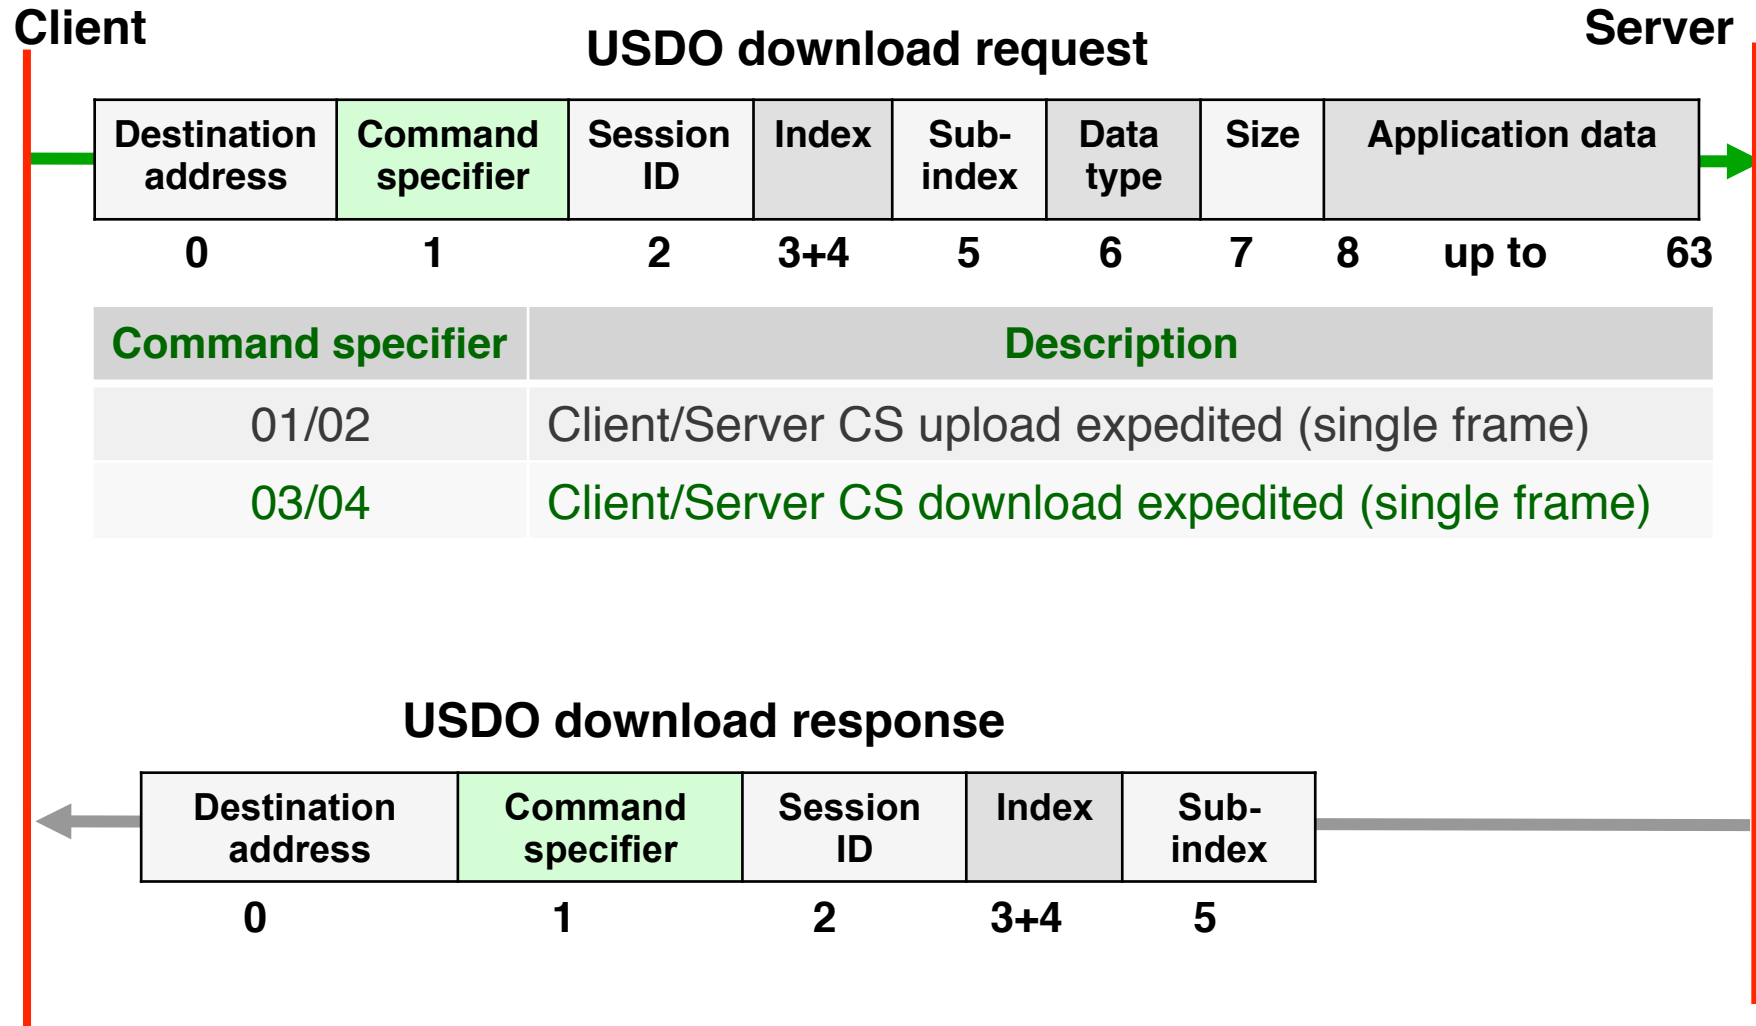 Client
Server
USDO download request
Destination address
Command specifier
Session ID
Index
Sub-index
Data type
Size
Application data
0 1 2 3+4 5 6 7 8 up to 63
Command specifier Description
01/02 Client/Server CS upload expedited (single frame)
03/04 Client/Server CS download expedited (single frame)
USDO download response
Destination address
Command specifier
Session ID
Index
Sub-index
0 1 2 3+4 5